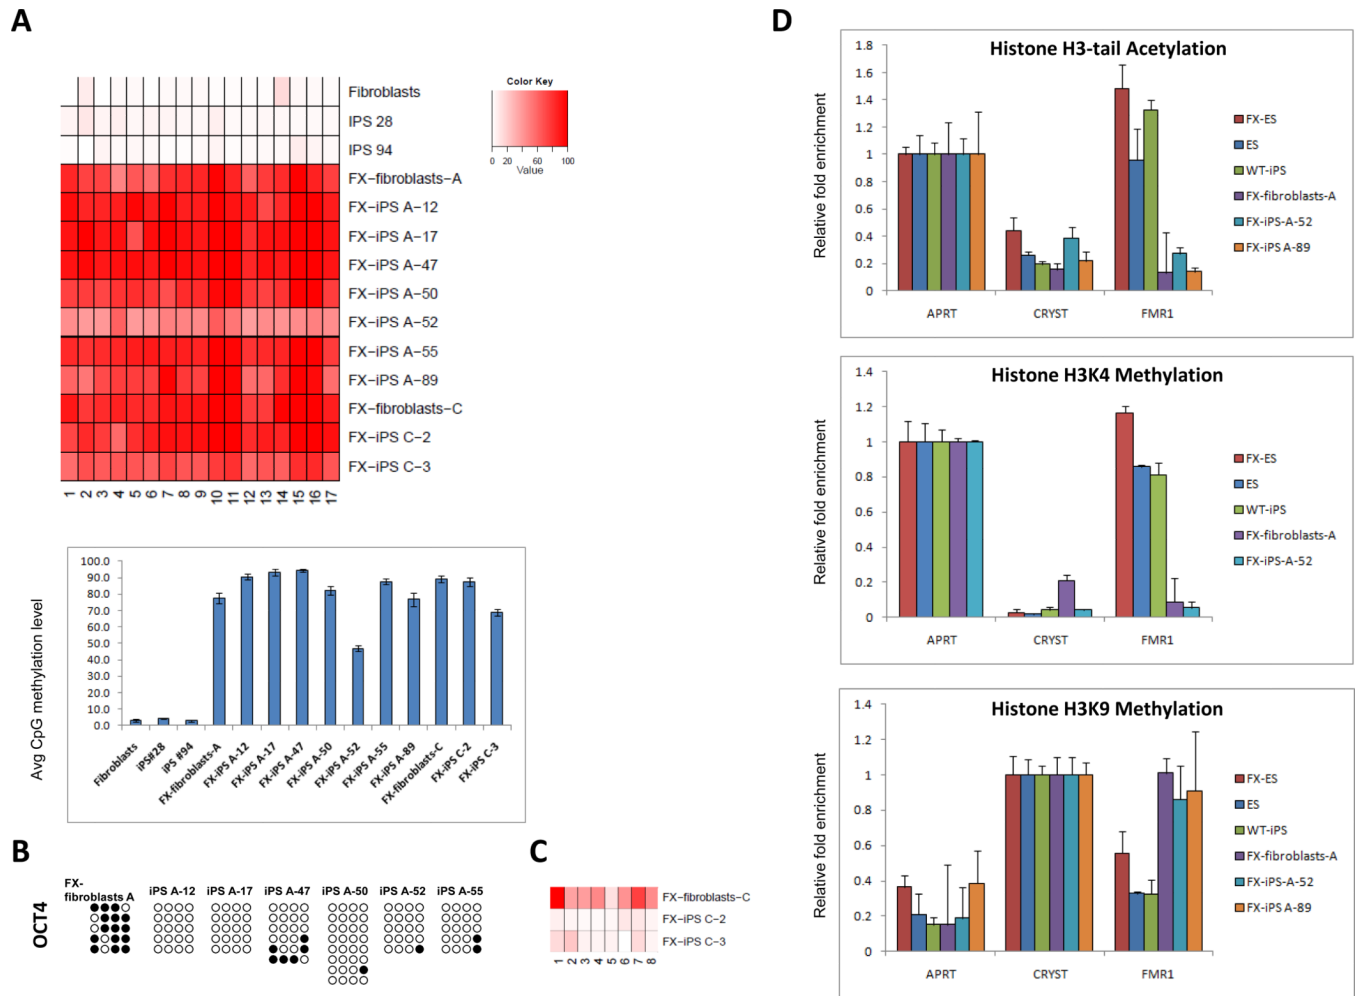 A
Fibroblasts
IPS 28
IPS 94
FX-fibroblasts-A
FX-iPS A-12
FX-iPS A-17
FX-iPS A-47
FX-iPS A-50
FX-iPS A-52
FX-iPS A-55
FX-iPS A-89
FX-fibroblasts-C
FX-iPS C-2
FX-iPS C-3
1 2 3 4 5 6 7 8 9 10 11 12 13 14 15 16 17
Color Key
0 20 60 100
Value
Avg CpG methylation level
100.0
90.0
80.0
70.0
60.0
50.0
40.0
30.0
20.0
10.0
0.0
Fibroblasts
iPS#28
iPS #94
FX-fibroblasts-A
FX-iPS A-12
FX-iPS A-17
FX-iPS A-47
FX-iPS A-50
FX-iPS A-52
FX-iPS A-55
FX-iPS A-89
FX-fibroblasts-C
FX-iPS C-2
FX-iPS C-3
B
OCT4
FX-
fibroblasts A
iPS A-12
iPS A-17
iPS A-47
iPS A-50
iPS A-52
iPS A-55
C
FX-fibroblasts-C
FX-iPS C-2
FX-iPS C-3
1 2 3 4 5 6 7 8
D
Histone H3-tail Acetylation
Relative fold enrichment
1.8
1.6
1.4
1.2
1
0.8
0.6
0.4
0.2
0
APRT CRYST FMR1
FX-ES
ES
WT-iPS
FX-fibroblasts-A
FX-iPS-A-52
FX-iPS A-89
Histone H3K4 Methylation
Relative fold enrichment
1.4
1.2
1
0.8
0.6
0.4
0.2
0
APRT CRYST FMR1
FX-ES
ES
WT-iPS
FX-fibroblasts-A
FX-iPS-A-52
Histone H3K9 Methylation
Relative fold enrichment
1.4
1.2
1
0.8
0.6
0.4
0.2
0
APRT CRYST FMR1
FX-ES
ES
WT-iPS
FX-fibroblasts-A
FX-iPS-A-52
FX-iPS A-89